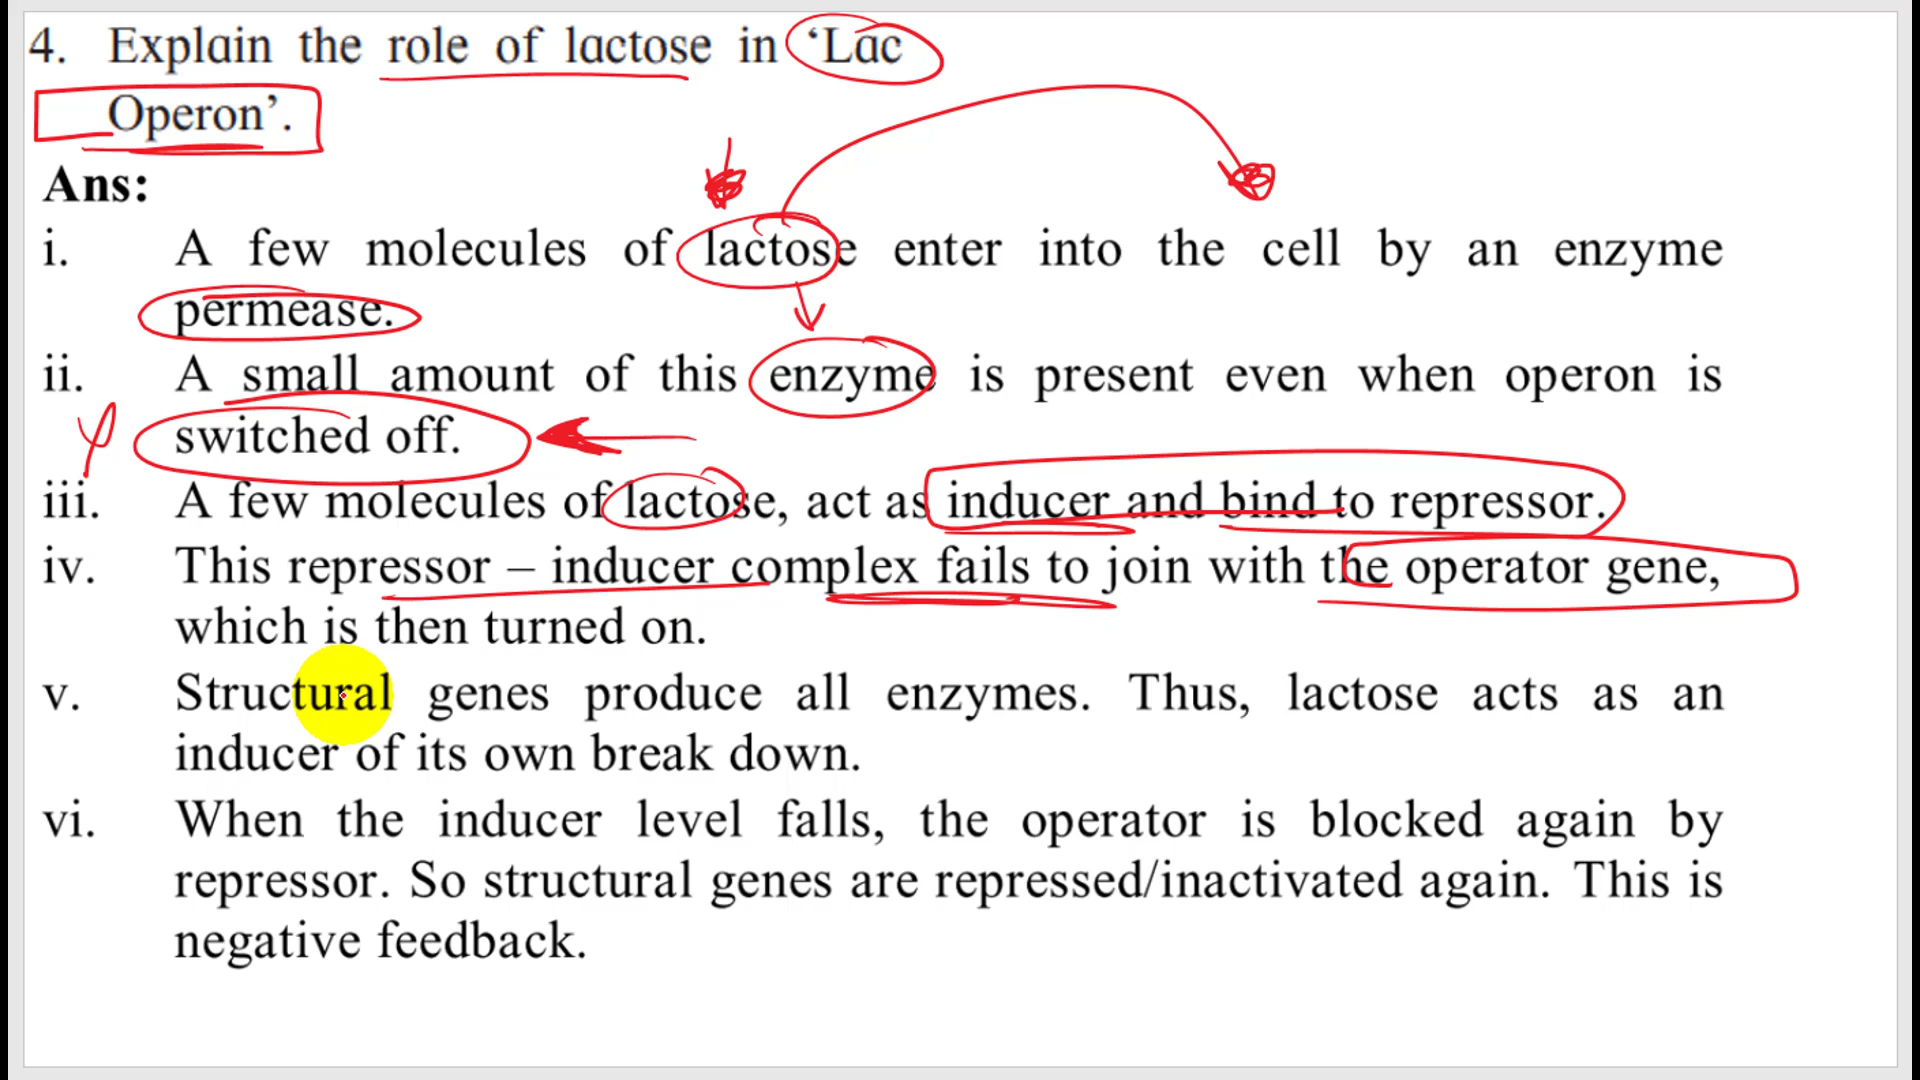 4. Explain the role of lactose in ‘Lac
Operon’.
Ans:
i. A few molecules of lactose enter into the cell by an enzyme
permease.
ii. A small amount of this enzyme is present even when operon is
switched off.
iii. A few molecules of lactose, act as inducer and bind to repressor.
iv. This repressor – inducer complex fails to join with the operator gene,
which is then turned on.
v. Structural genes produce all enzymes. Thus, lactose acts as an
inducer of its own break down.
vi. When the inducer level falls, the operator is blocked again by
repressor. So structural genes are repressed/inactivated again. This is
negative feedback.